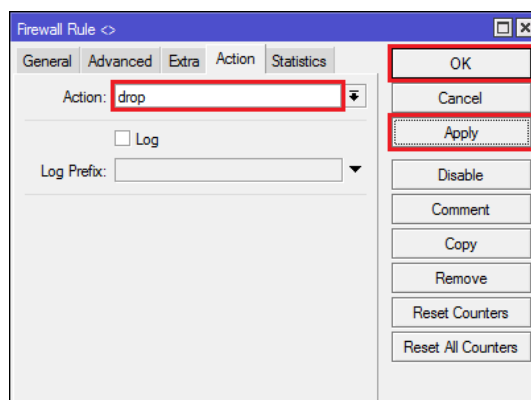 Firewall Rule <>
General Advanced Extra Action Statistics
Action: drop
Log
Log Prefix:
OK
Cancel
Apply
Disable
Comment
Copy
Remove
Reset Counters
Reset All Counters